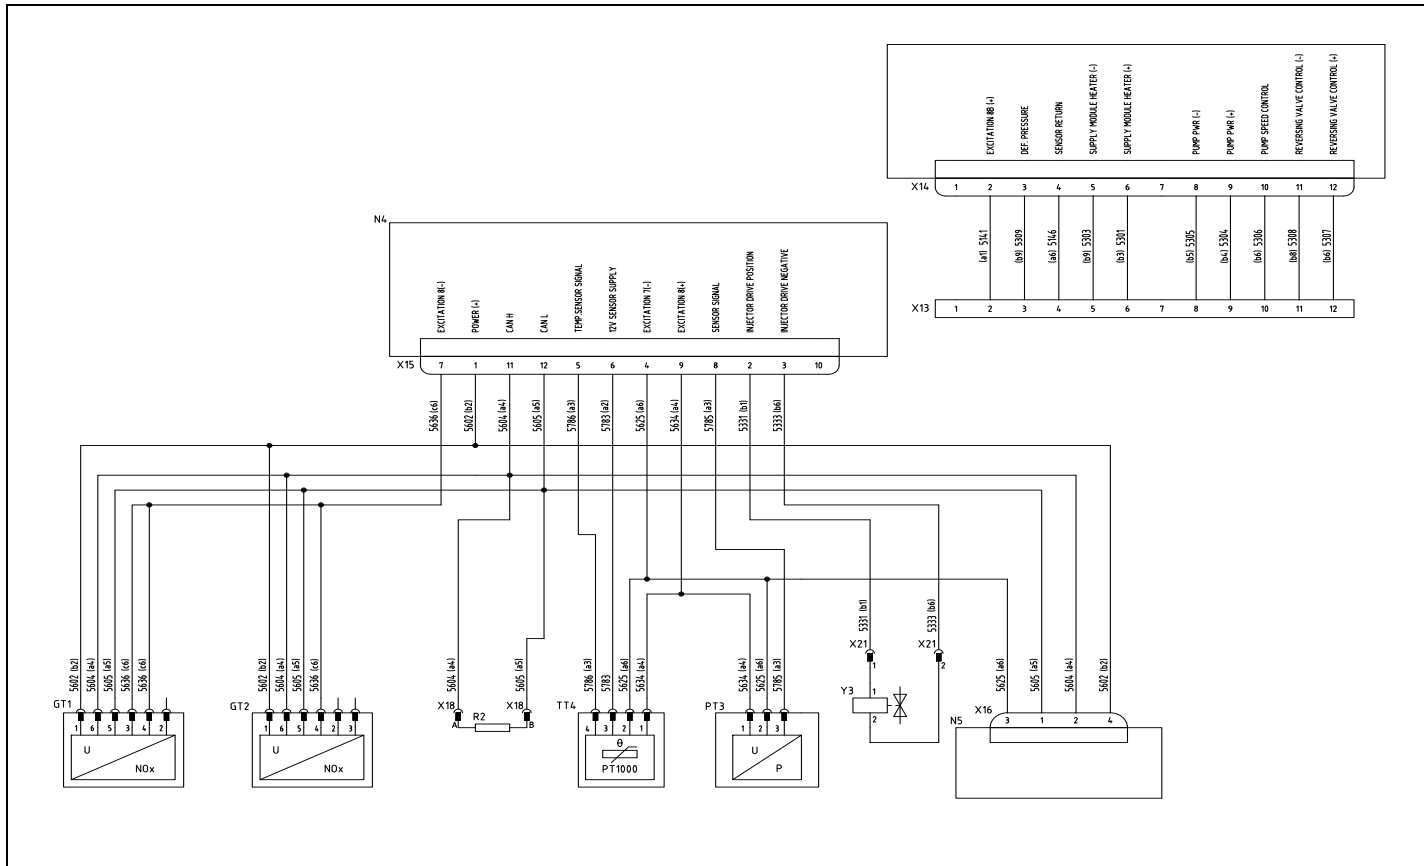 EXCITATION 8B (+)
DEF. PRESSURE
SENSOR RETURN
SUPPLY MODULE HEATER (-)
SUPPLY MODULE HEATER (+)
PUMP PWR (-)
PUMP PWR (+)
PUMP SPEED CONTROL
REVERSING VALVE CONTROL (-)
REVERSING VALVE CONTROL (+)
X14 1 2 3 4 5 6 7 8 9 10 11 12
(a1) 5141
(b9) 5309
(a6) 5146
(b9) 5303
(b3) 5301
(b5) 5305
(b4) 5304
(b6) 5306
(b8) 5308
(b6) 5307
X13 1 2 3 4 5 6 7 8 9 10 11 12
N4
EXCITATION 8(-)
POWER (+)
CAN H
CAN L
TEMP.SENSOR SIGNAL
12V SENSOR SUPPLY
EXCITATION 7(-)
EXCITATION 8(+)
SENSOR SIGNAL
INJECTOR DRIVE POSITION
INJECTOR DRIVE NEGATIVE
X15 7 1 11 12 5 6 4 9 8 2 3 10
5636 (c6)
5602 (b2)
5604 (a4)
5605 (a5)
5786 (a3)
5783 (a2)
5625 (a6)
5634 (a4)
5785 (a3)
5331 (b1)
5333 (b6)
5602 (b2)
5604 (a4)
5605 (a5)
5636 (c6)
5636 (c6)
GT1
1 6 5 3 4 2
U
NOx
5602 (b2)
5604 (a4)
5605 (a5)
5636 (c6)
GT2
1 6 5 4 2 3
U
NOx
5604 (a4)
5605 (a5)
X18 X18
A R2 B
5786 (a3)
5783
5625 (a6)
5634 (a4)
TT4
4 3 2 1
θ
PT1000
5634 (a4)
5625 (a6)
5785 (a3)
PT3
1 2 3
U
P
5331 (b1)
5333 (b6)
X21 X21
1 2
Y3 1
2
5625 (a6)
5605 (a5)
5604 (a4)
5602 (b2)
X16
N5 3 1 2 4